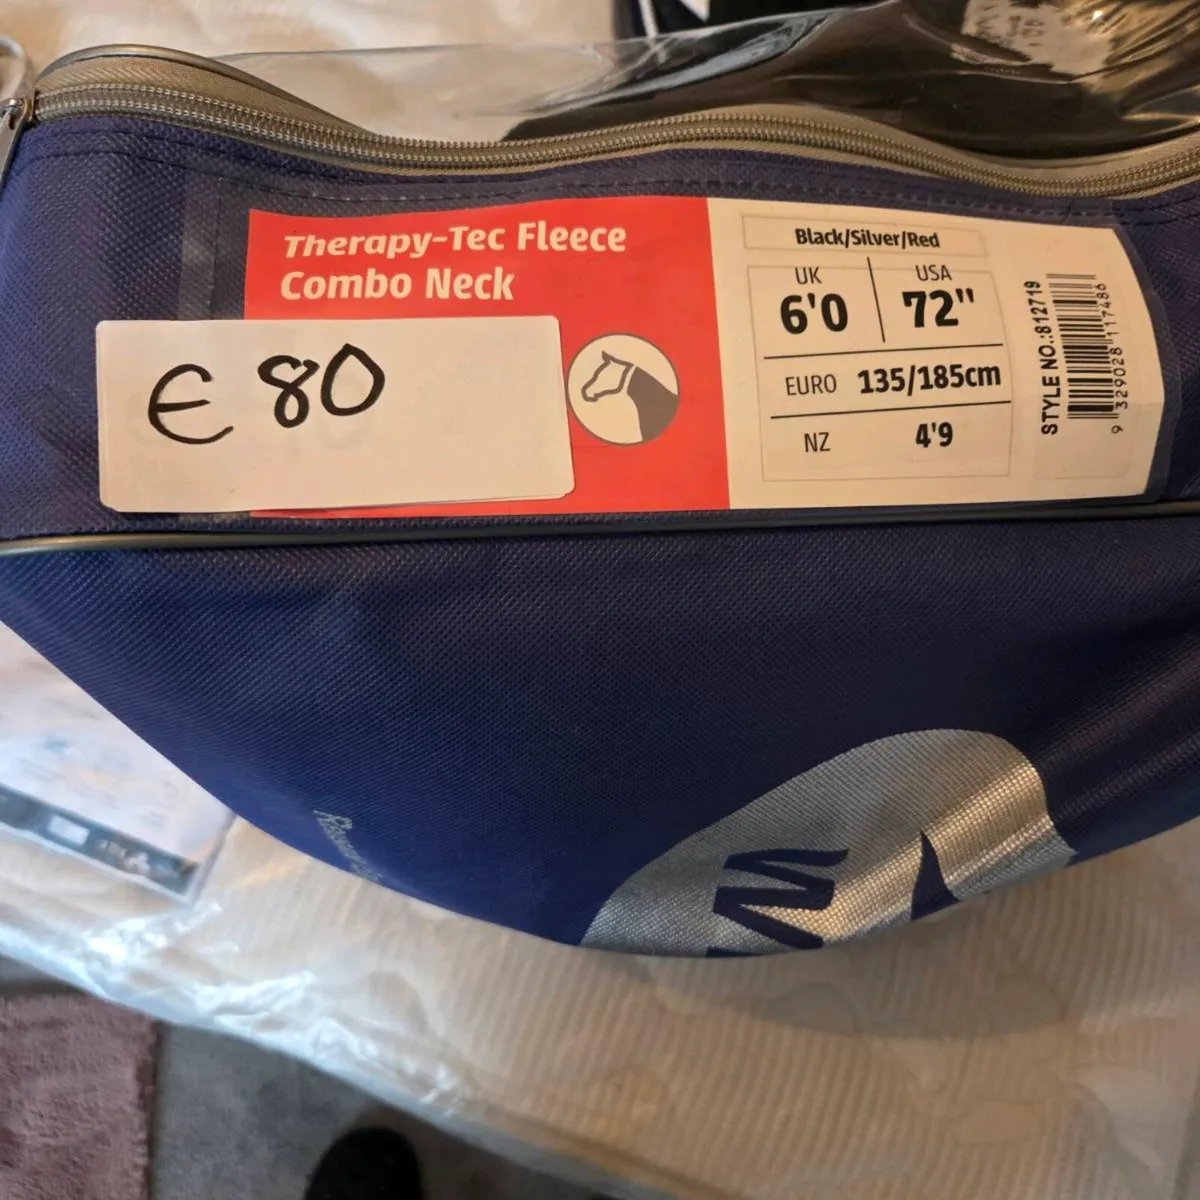 Therapy-Tec Fleece
Combo Neck
€80
Black/Silver/Red
UK
6'0
USA
72"
EURO 135/185cm
NZ 4'9
STYLE NO.:812719
9 329028 117486